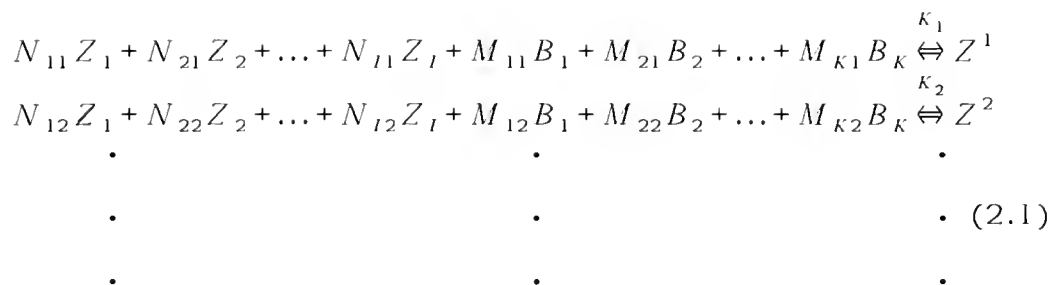 K₁
N₁₁Z₁ + N₂₁Z₂ + ... + N_{I1}Z_I + M₁₁B₁ + M₂₁B₂ + ... + M_{K1}B_K ⇔ Z¹
K₂
N₁₂Z₁ + N₂₂Z₂ + ... + N_{I2}Z_I + M₁₂B₁ + M₂₂B₂ + ... + M_{K2}B_K ⇔ Z²
. . .
. . . (2.1)
. . .